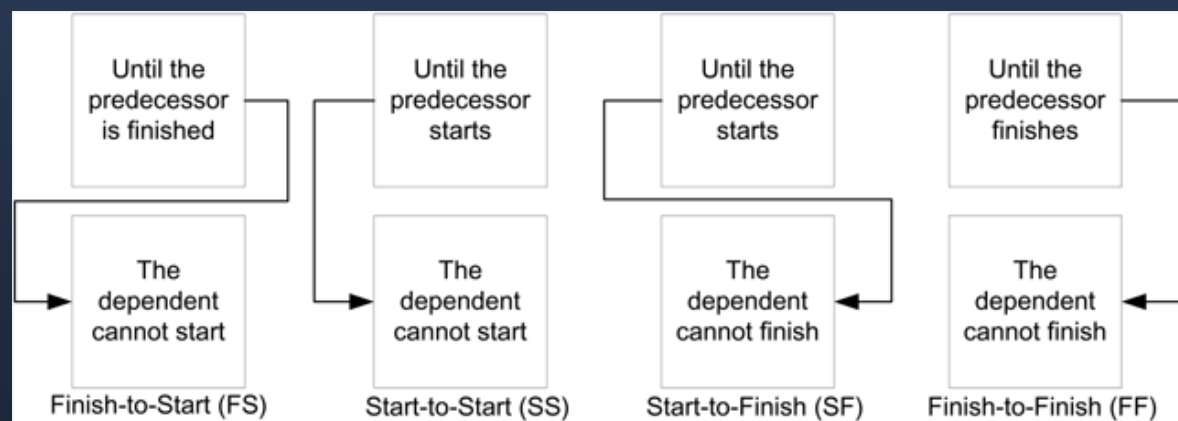 Until the
predecessor
is finished
Until the
predecessor
starts
Until the
predecessor
starts
Until the
predecessor
finishes
The
dependent
cannot start
The
dependent
cannot start
The
dependent
cannot finish
The
dependent
cannot finish
Finish-to-Start (FS)
Start-to-Start (SS)
Start-to-Finish (SF)
Finish-to-Finish (FF)